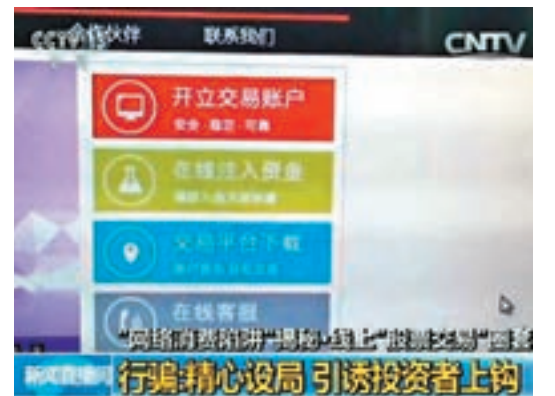 合作伙伴 联系我们
CCTV 13 CNTV
开立交易账户
安全·稳定·可靠
在线注入资金
交易平台下载
在线客服
"网络消费陷阱"揭秘·线上"股票交易"
新闻直播间
行骗:精心设局 引诱投资者上钩